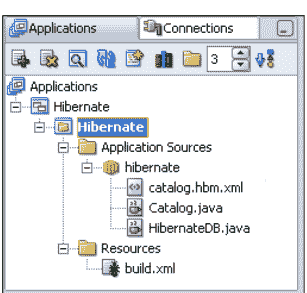 Applications
Connections
3
Applications
Hibernate
Hibernate
Application Sources
hibernate
catalog.hbm.xml
Catalog.java
HibernateDB.java
Resources
build.xml